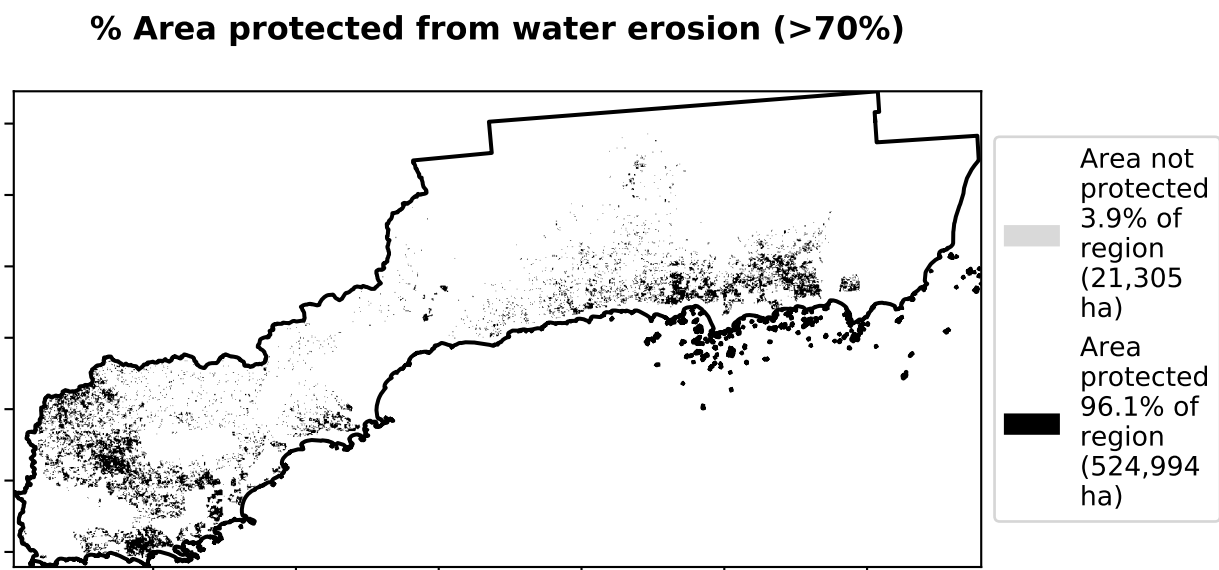 % Area protected from water erosion (>70%)
Area not
protected
3.9% of
region
(21,305
ha)
Area
protected
96.1% of
region
(524,994
ha)